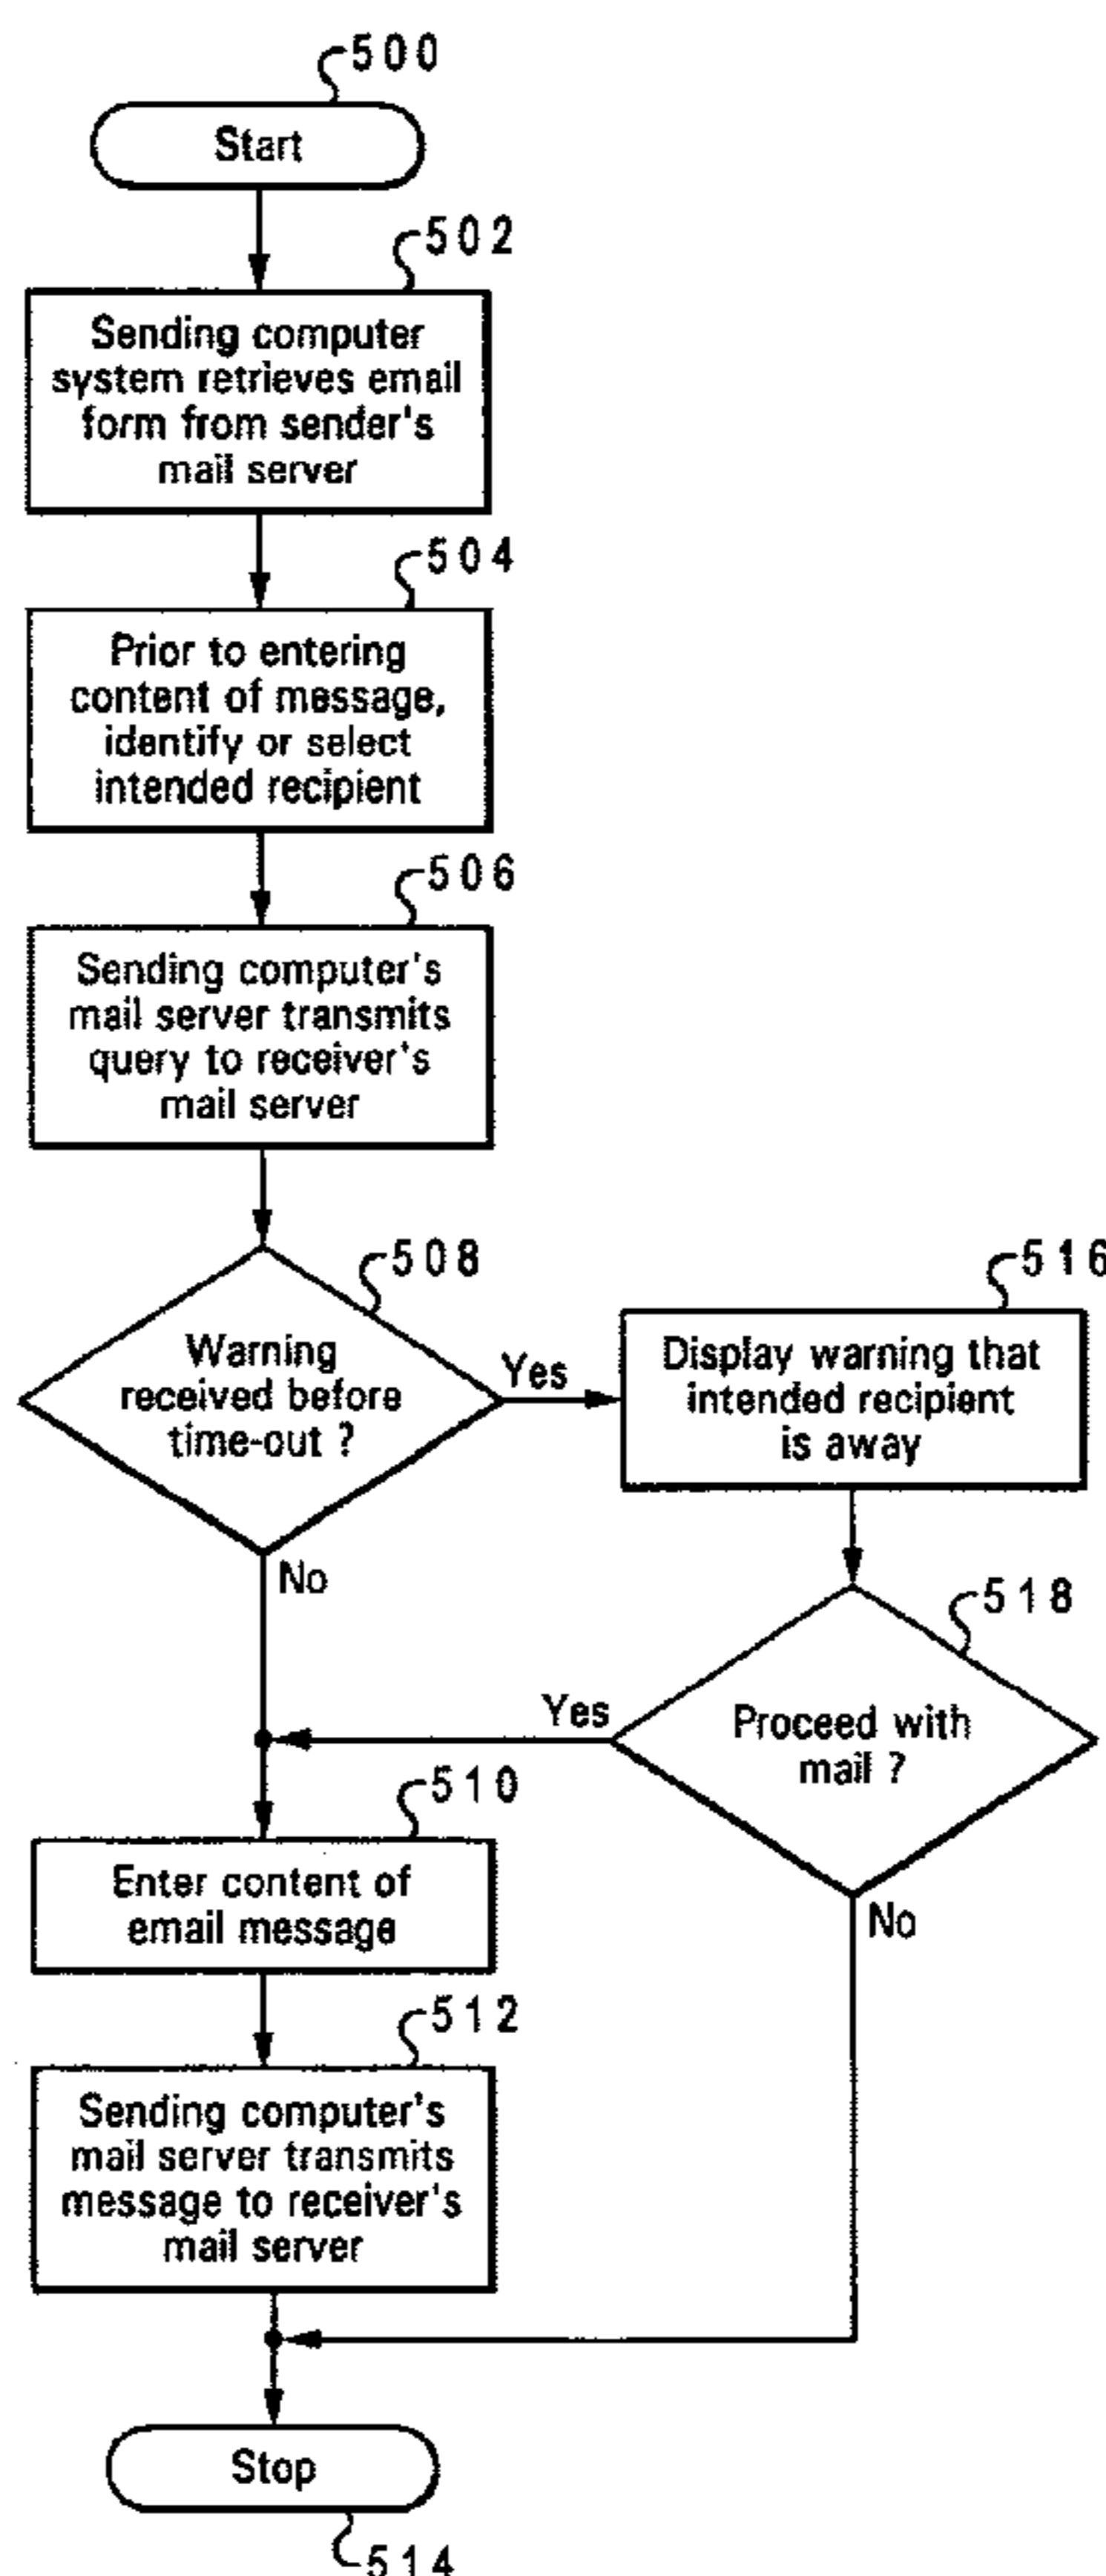 500
Start
502
Sending computer
system retrieves email
form from sender's
mail server
504
Prior to entering
content of message,
identify or select
intended recipient
506
Sending computer's
mail server transmits
query to receiver's
mail server
508
Warning
received before
time-out ?
Yes
No
516
Display warning that
intended recipient
is away
518
Proceed with
mail ?
Yes
No
510
Enter content of
email message
512
Sending computer's
mail server transmits
message to receiver's
mail server
Stop
514